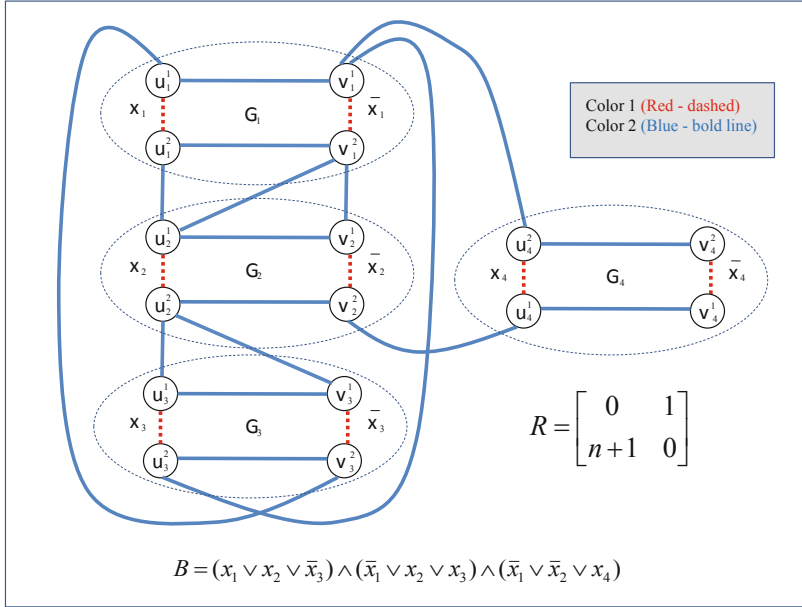 u₁¹ v₁¹
x₁ G₁ x̄₁
u₁² v₁²
Color 1 (Red - dashed)
Color 2 (Blue - bold line)
u₂¹ v₂¹
x₂ G₂ x̄₂
u₂² v₂²
u₄² v₄²
x₄ G₄ x̄₄
u₄¹ v₄¹
u₃¹ v₃¹
x₃ G₃ x̄₃
u₃² v₃²
R = [ 0 1
n+1 0 ]
B = (x₁ ∨ x₂ ∨ x̄₃) ∧ (x̄₁ ∨ x₂ ∨ x₃) ∧ (x̄₁ ∨ x̄₂ ∨ x₄)